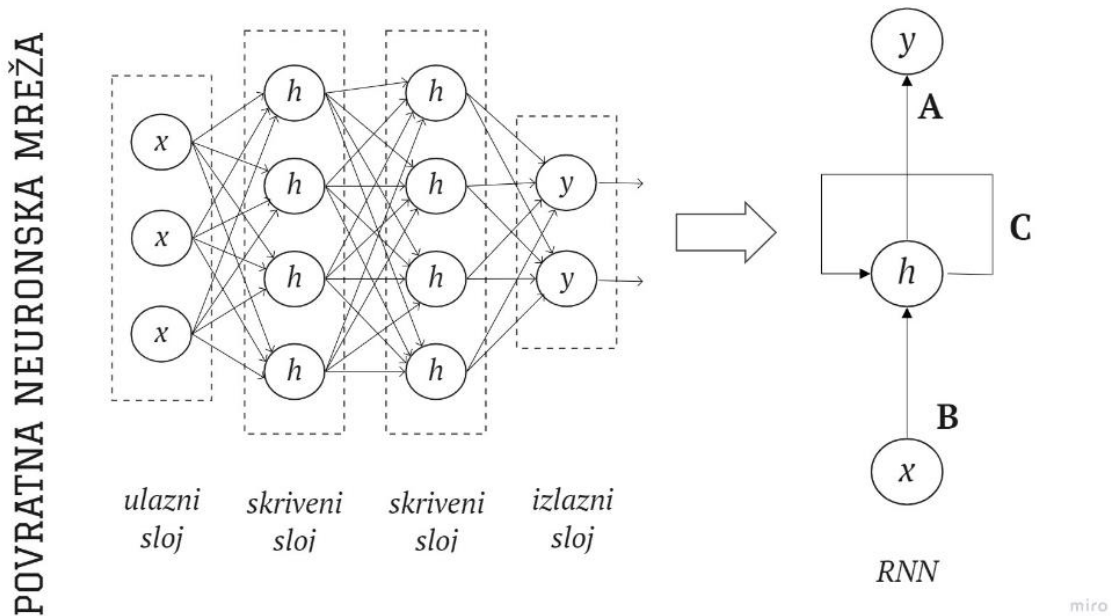 POVRATNA NEURONSKA MREŽA
x
x
x
h
h
h
h
h
h
h
h
y
y
ulazni
sloj
skriveni
sloj
skriveni
sloj
izlazni
sloj
y
A
C
h
B
x
RNN
miro